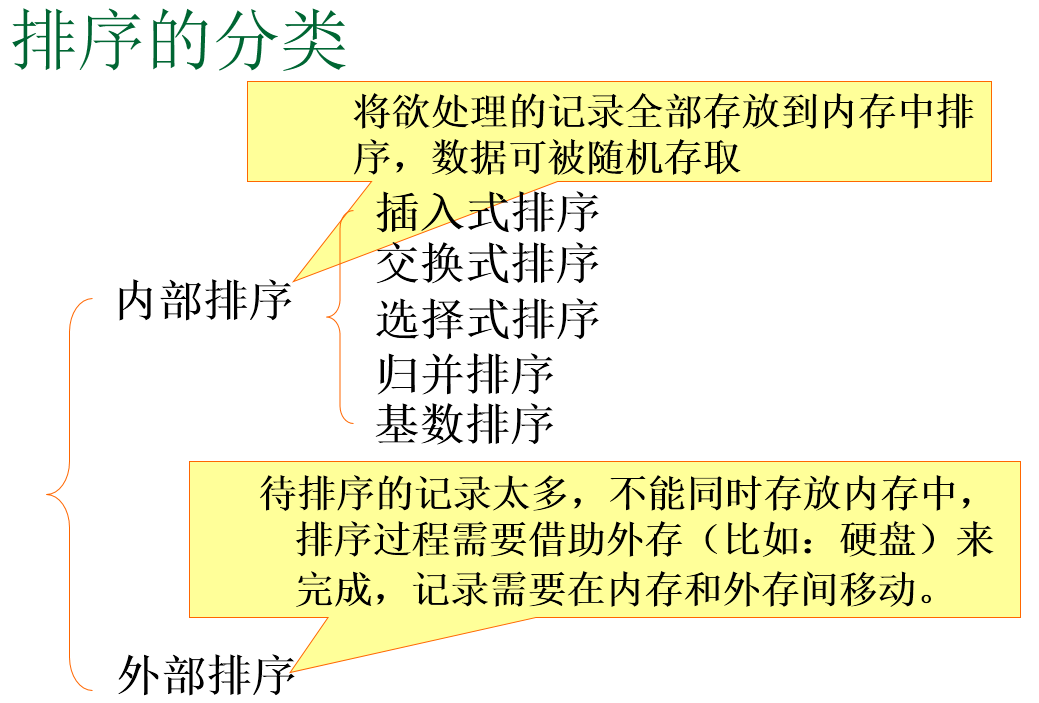 排序的分类
将欲处理的记录全部存放到内存中排
序，数据可被随机存取
内部排序
插入式排序
交换式排序
选择式排序
归并排序
基数排序
待排序的记录太多，不能同时存放内存中，
排序过程需要借助外存（比如：硬盘）来
完成，记录需要在内存和外存间移动。
外部排序